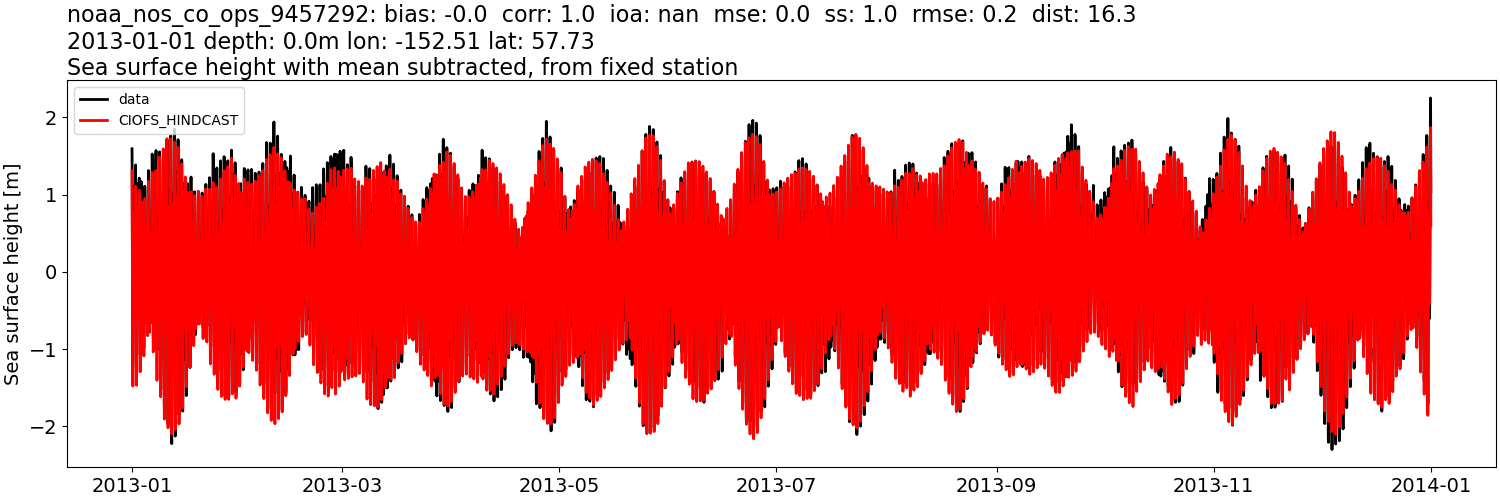 noaa_nos_co_ops_9457292: bias: -0.0  corr: 1.0  ioa: nan  mse: 0.0  ss: 1.0  rmse: 0.2  dist: 16.3
2013-01-01 depth: 0.0m lon: -152.51 lat: 57.73
Sea surface height with mean subtracted, from fixed station
data
CIOFS_HINDCAST
Sea surface height [m]
2
1
0
−1
−2
2013-01
2013-03
2013-05
2013-07
2013-09
2013-11
2014-01